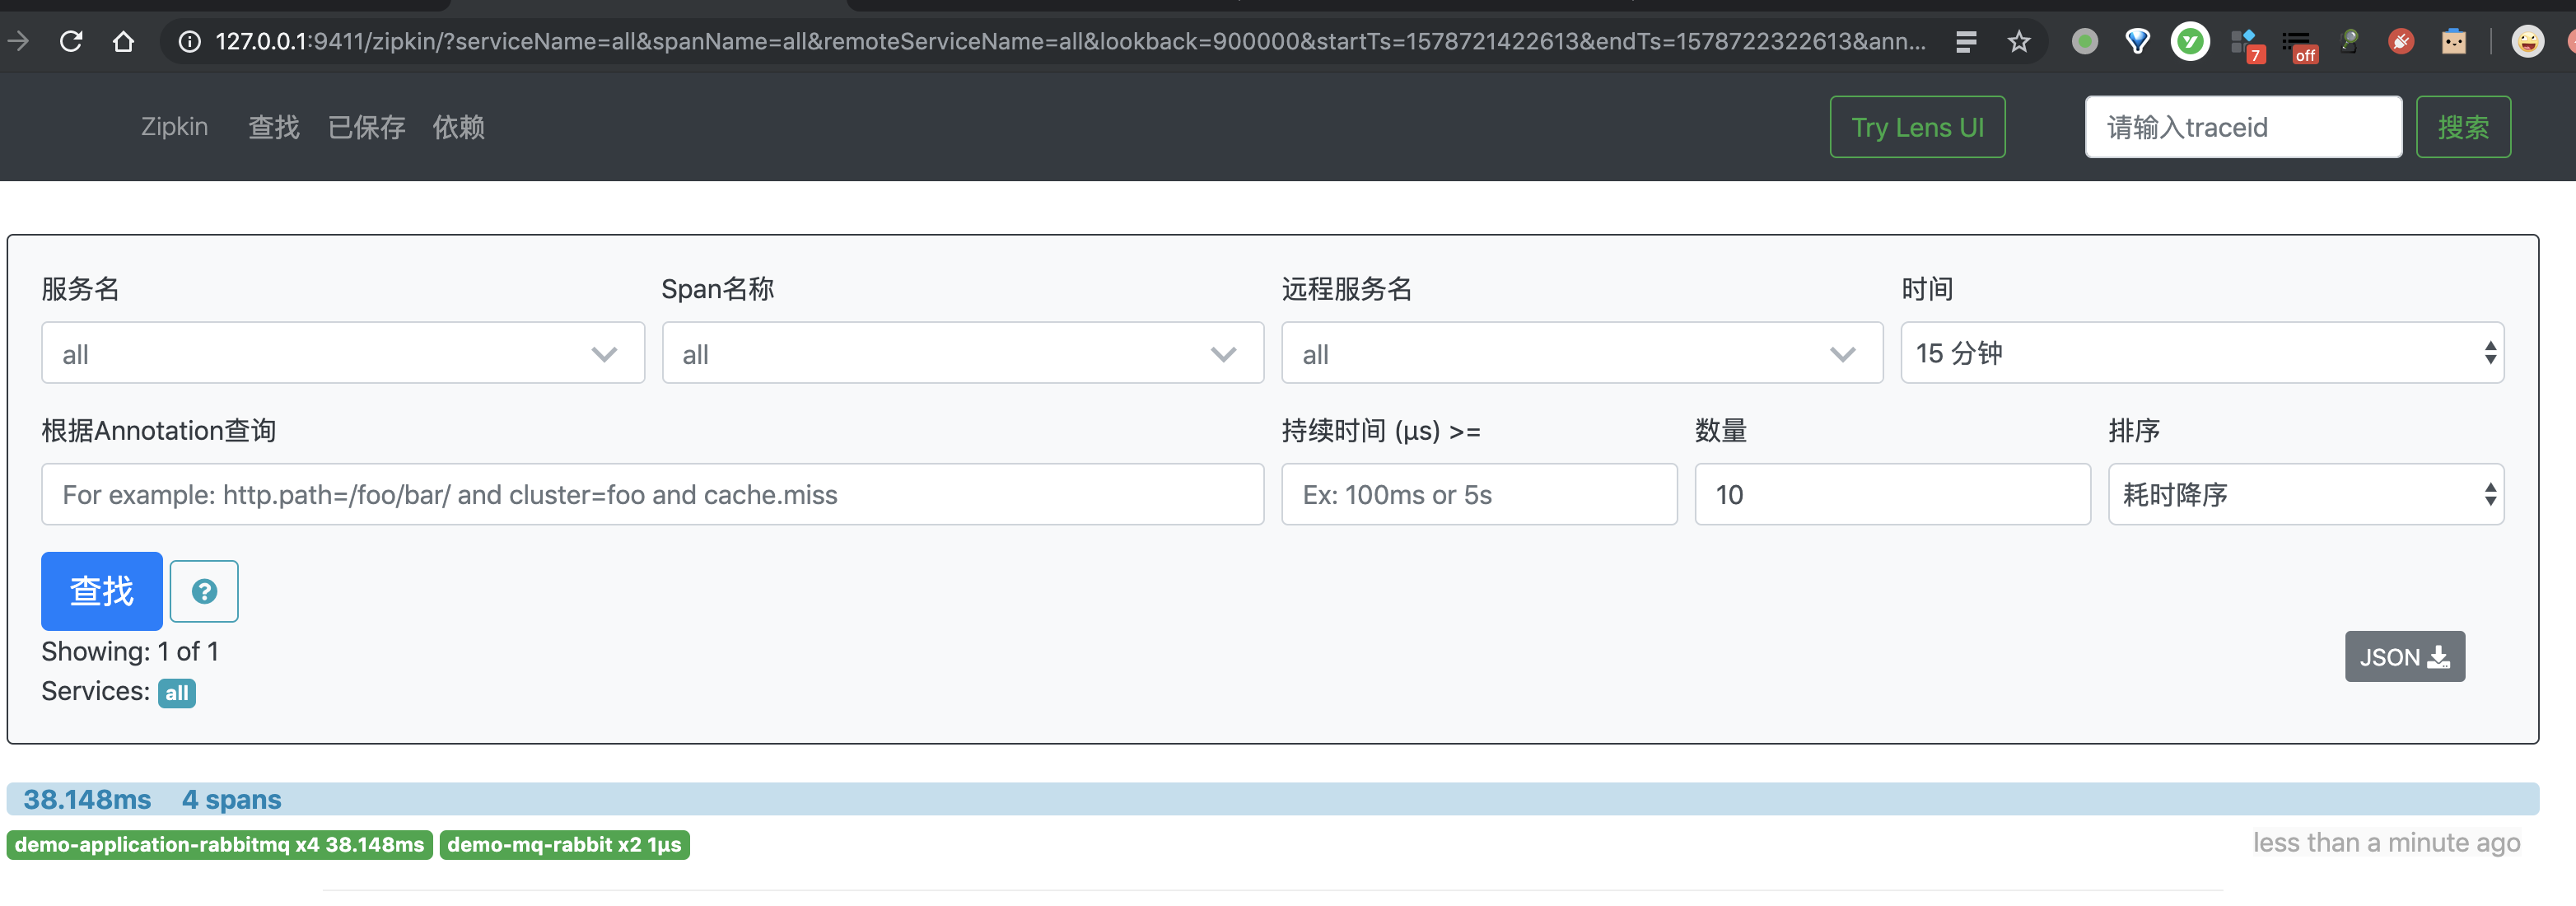 127.0.0.1:9411/zipkin/?serviceName=all&spanName=all&remoteServiceName=all&lookback=900000&startTs=1578721422613&endTs=1578722322613&ann...
7
off
Zipkin 查找 已保存 依赖 Try Lens UI 请输入traceid 搜索
服务名 Span名称 远程服务名 时间
all all all 15 分钟
根据Annotation查询 持续时间 (μs) >= 数量 排序
For example: http.path=/foo/bar/ and cluster=foo and cache.miss Ex: 100ms or 5s 10 耗时降序
查找 ?
Showing: 1 of 1
JSON
Services: all
38.148ms 4 spans
demo-application-rabbitmq x4 38.148ms demo-mq-rabbit x2 1μs less than a minute ago